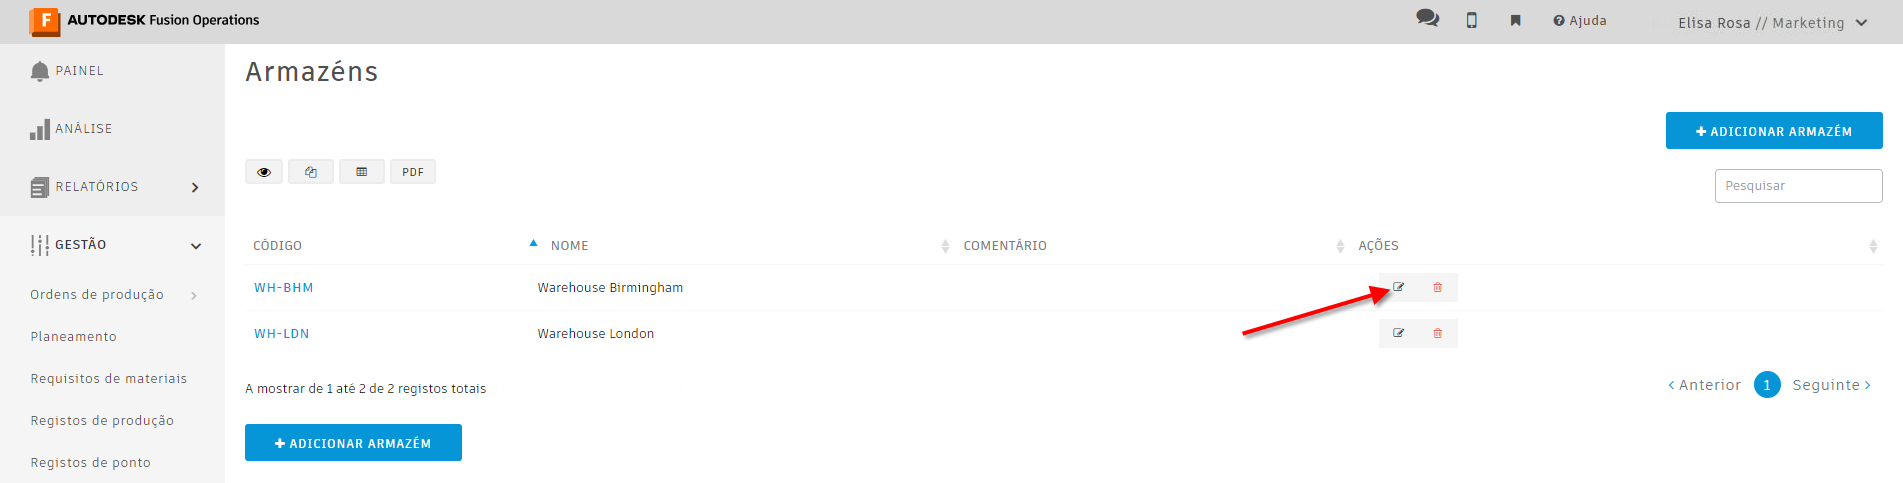 F AUTODESK Fusion Operations
Ajuda
Elisa Rosa // Marketing
PAINEL
ANÁLISE
RELATÓRIOS
GESTÃO
Ordens de produção
Planeamento
Requisitos de materiais
Registos de produção
Registos de ponto
Armazéns
ADICIONAR ARMAZÉM
PDF
Pesquisar
CÓDIGO NOME COMENTÁRIO AÇÕES
WH-BHM Warehouse Birmingham
WH-LDN Warehouse London
A mostrar de 1 até 2 de 2 registos totais
Anterior 1 Seguinte
ADICIONAR ARMAZÉM